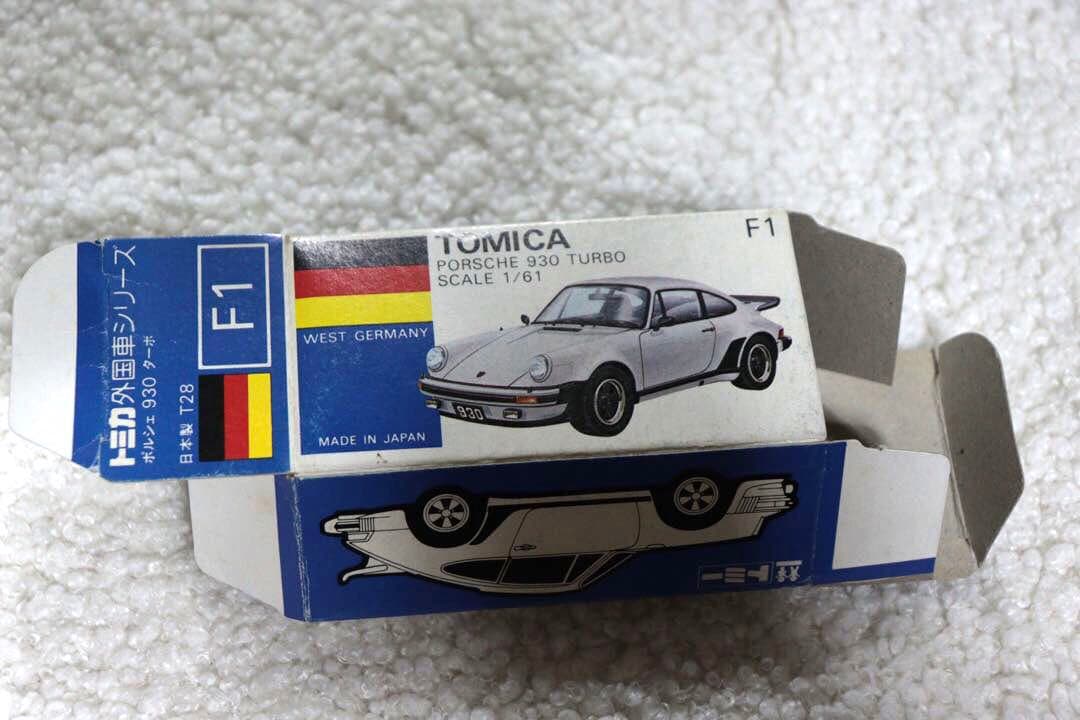 TOMICA
PORSCHE 930 TURBO
SCALE 1/61
F1
WEST GERMANY
MADE IN JAPAN
930
トミカ外国車シリーズ
ポルシェ 930 ターボ
F1
日本製 T28
トミー